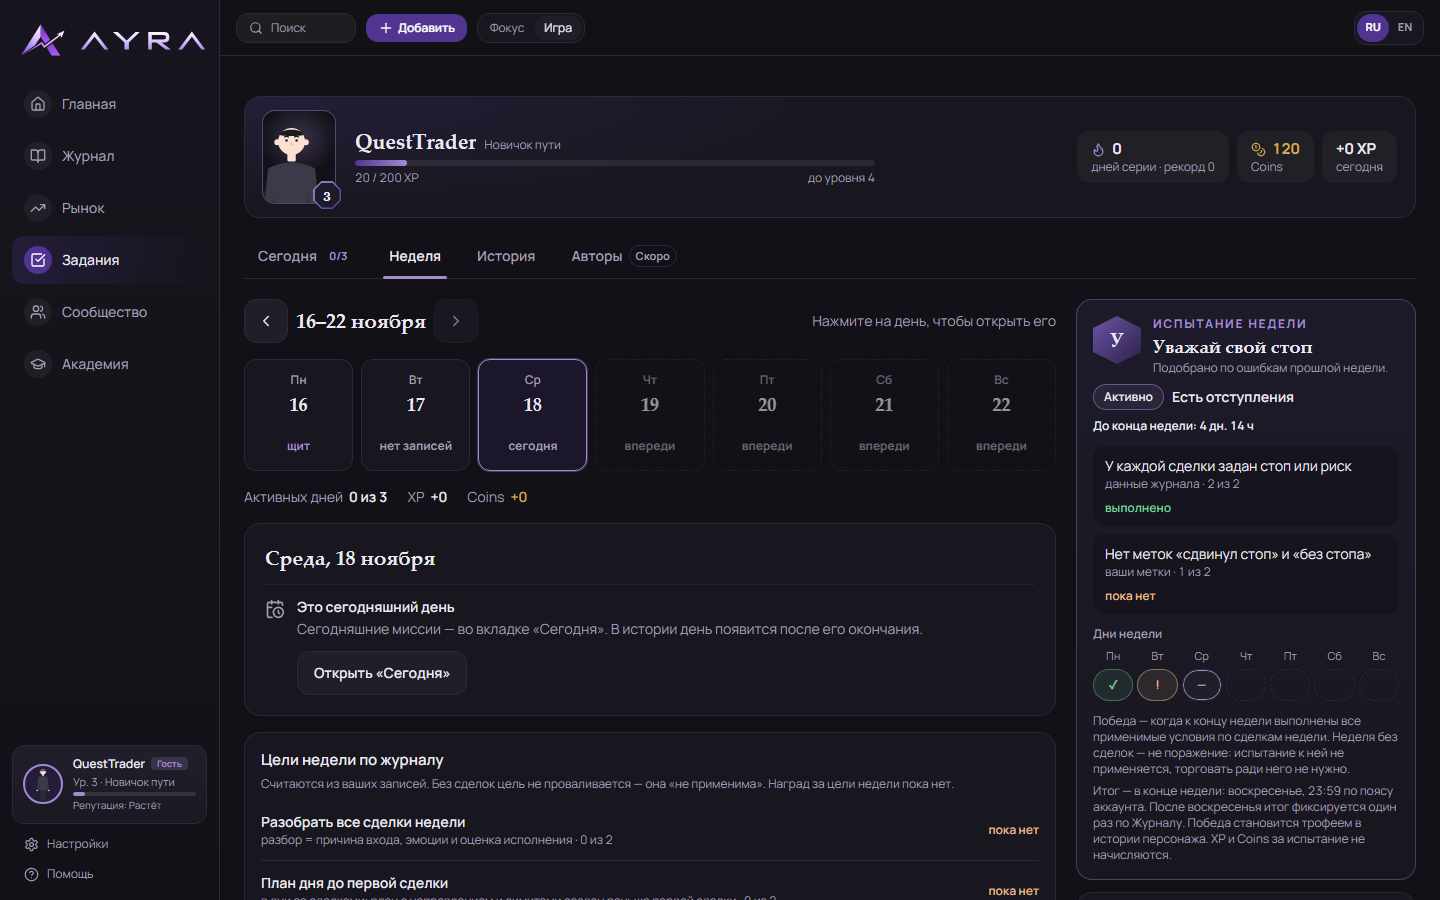 AYRA
Поиск
Добавить
Фокус
Игра
RU
EN
Главная
Журнал
Рынок
Задания
Сообщество
Академия
QuestTrader Новичок пути
20 / 200 XP
до уровня 4
3
0
дней серии · рекорд 0
120
Coins
+0 XP
сегодня
Сегодня 0/3
Неделя
История
Авторы Скоро
16–22 ноября
Нажмите на день, чтобы открыть его
Пн
16
щит
Вт
17
нет записей
Ср
18
сегодня
Чт
19
впереди
Пт
20
впереди
Сб
21
впереди
Вс
22
впереди
Активных дней 0 из 3 XP +0 Coins +0
Среда, 18 ноября
Это сегодняшний день
Сегодняшние миссии — во вкладке «Сегодня». В истории день появится после его окончания.
Открыть «Сегодня»
Цели недели по журналу
Считаются из ваших записей. Без сделок цель не проваливается — она «не применима». Наград за цели недели пока нет.
Разобрать все сделки недели
разбор = причина входа, эмоции и оценка исполнения · 0 из 2
пока нет
План дня до первой сделки
пока нет
У
ИСПЫТАНИЕ НЕДЕЛИ
Уважай свой стоп
Подобрано по ошибкам прошлой недели.
Активно Есть отступления
До конца недели: 4 дн. 14 ч
У каждой сделки задан стоп или риск
данные журнала · 2 из 2
выполнено
Нет меток «сдвинул стоп» и «без стопа»
ваши метки · 1 из 2
пока нет
Дни недели
Пн Вт Ср Чт Пт Сб Вс
✓ ! –
Победа — когда к концу недели выполнены все
применимые условия по сделкам недели. Неделя без
сделок — не поражение: испытание к ней не
применяется, торговать ради него не нужно.
Итог — в конце недели: воскресенье, 23:59 по поясу
аккаунта. После воскресенья итог фиксируется один
раз по Журналу. Победа становится трофеем в
истории персонажа. XP и Coins за испытание не
начисляются.
QuestTrader Гость
Ур. 3 · Новичок пути
Репутация: Растёт
Настройки
Помощь